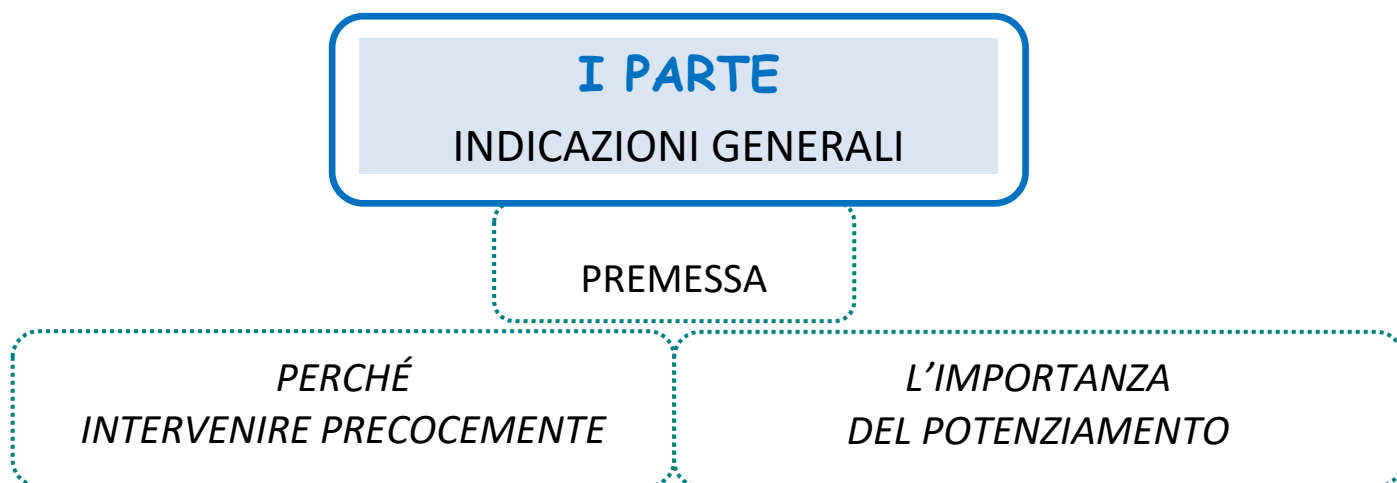 I PARTE
INDICAZIONI GENERALI
PREMESSA
PERCHÉ
INTERVENIRE PRECOCEMENTE
L’IMPORTANZA
DEL POTENZIAMENTO